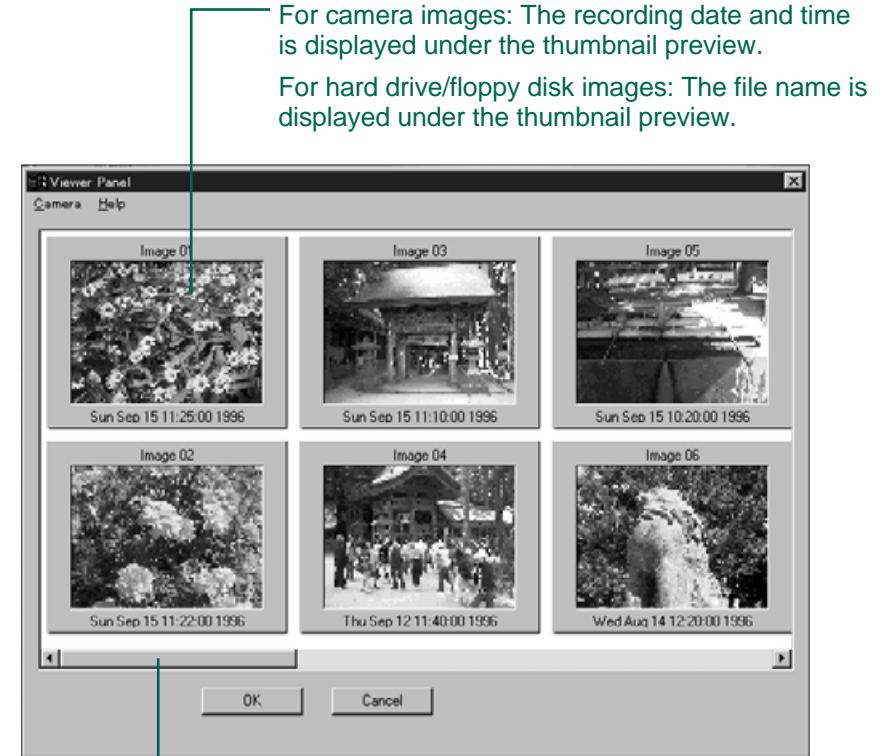 For camera images: The recording date and time
is displayed under the thumbnail preview.
For hard drive/floppy disk images: The file name is
displayed under the thumbnail preview.
Viewer Panel
Camera Help
Image 01
Image 03
Image 05
Sun Sep 15 11:25:00 1996
Sun Sep 15 11:10:00 1996
Sun Sep 15 10:20:00 1996
Image 02
Image 04
Image 06
Sun Sep 15 11:22:00 1996
Thu Sep 12 11:40:00 1996
Wed Aug 14 12:20:00 1996
OK
Cancel